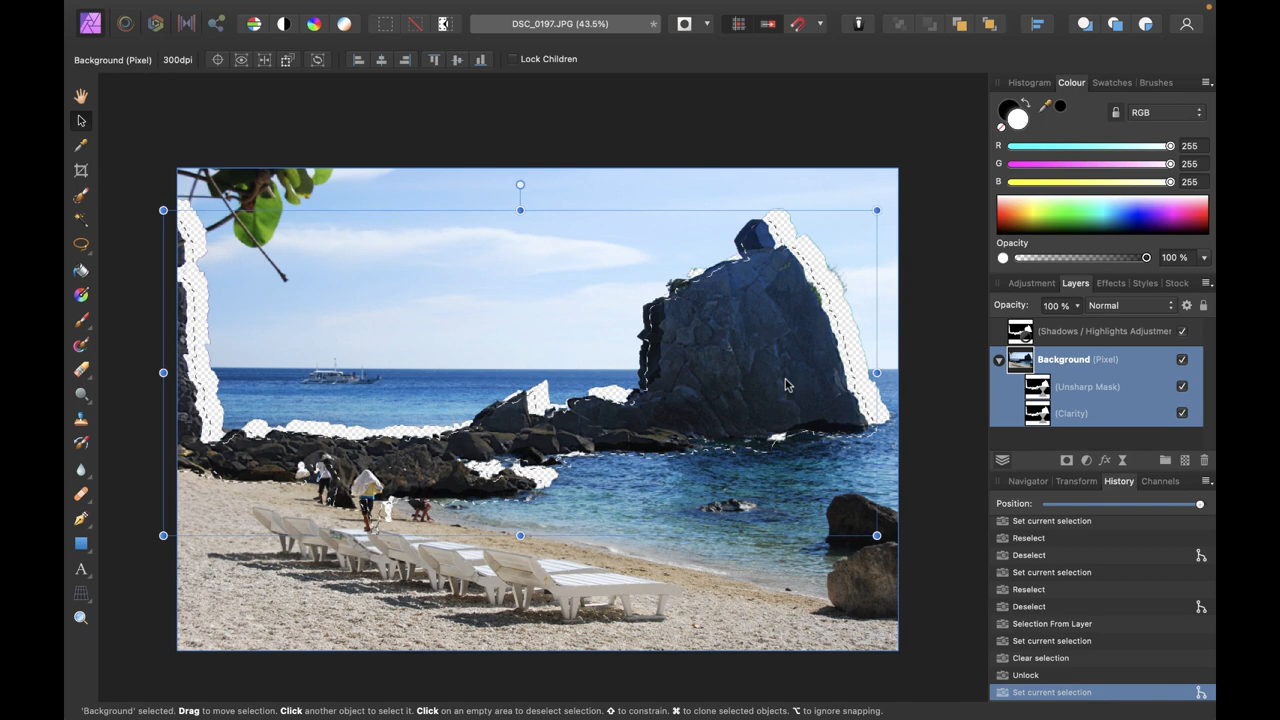 DSC_0197.JPG (43.5%)
Background (Pixel) 300dpi Lock Children
Histogram Colour Swatches Brushes
RGB
R 255
G 255
B 255
Opacity
100 %
Adjustment Layers Effects Styles Stock
Opacity: 100 % Normal
(Shadows / Highlights Adjustmer
Background (Pixel)
(Unsharp Mask)
(Clarity)
Navigator Transform History Channels
Position:
Set current selection
Reselect
Deselect
Set current selection
Reselect
Deselect
Selection From Layer
Set current selection
Clear selection
Unlock
Set current selection
'Background' selected. Drag to move selection. Click another object to select it. Click on an empty area to deselect selection. ⇧ to constrain. ⌘ to clone selected objects. ⌥ to ignore snapping.